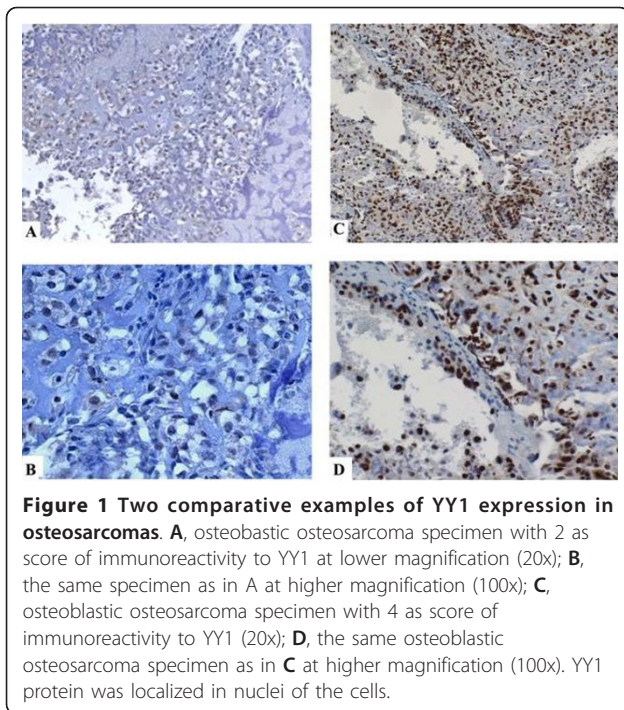 A
C
B
D
Figure 1 Two comparative examples of YY1 expression in
osteosarcomas. A, osteobastic osteosarcoma specimen with 2 as
score of immunoreactivity to YY1 at lower magnification (20x); B,
the same specimen as in A at higher magnification (100x); C,
osteoblastic osteosarcoma specimen with 4 as score of
immunoreactivity to YY1 (20x); D, the same osteoblastic
osteosarcoma specimen as in C at higher magnification (100x). YY1
protein was localized in nuclei of the cells.